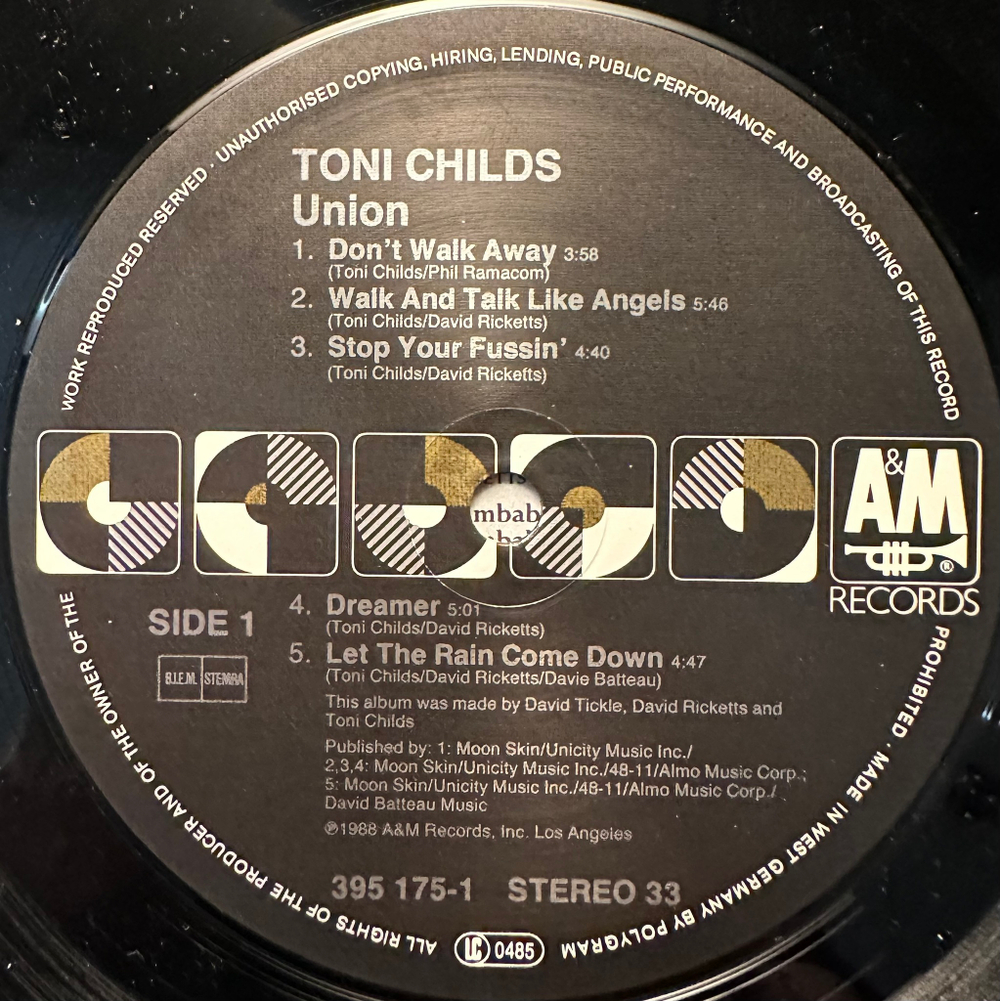 ALL RIGHTS OF THE PRODUCER AND OF THE OWNER OF THE WORK REPRODUCED RESERVED · UNAUTHORISED COPYING, HIRING, LENDING, PUBLIC PERFORMANCE AND BROADCASTING OF THIS RECORD PROHIBITED · MADE IN WEST GERMANY BY POLYGRAM
TONI CHILDS
Union
1. Don't Walk Away 3:58
(Toni Childs/Phil Ramacom)
2. Walk And Talk Like Angels 5:46
(Toni Childs/David Ricketts)
3. Stop Your Fussin' 4:40
(Toni Childs/David Ricketts)
mbab
A&M
®
RECORDS
SIDE 1
B.I.E.M. STEMRA
4. Dreamer 5:01
(Toni Childs/David Ricketts)
5. Let The Rain Come Down 4:47
(Toni Childs/David Ricketts/Davie Batteau)
This album was made by David Tickle, David Ricketts and
Toni Childs
Published by: 1: Moon Skin/Unicity Music Inc./
2,3,4: Moon Skin/Unicity Music Inc./48-11/Almo Music Corp.;
5: Moon Skin/Unicity Music Inc./48-11/Almo Music Corp./
David Batteau Music
℗1988 A&M Records, Inc. Los Angeles
395 175-1 STEREO 33
LC 0485